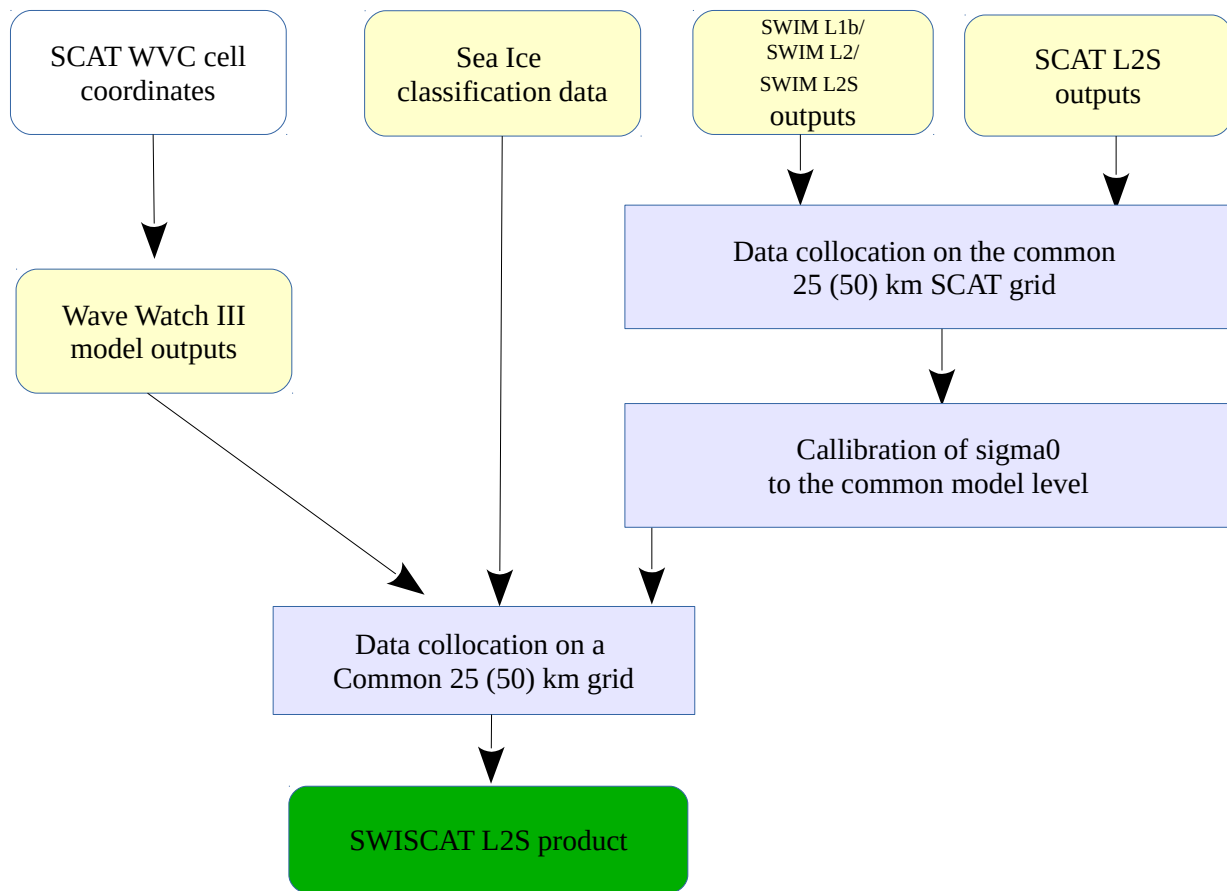 SCAT WVC cell
coordinates
Sea Ice
classification data
SWIM L1b/
SWIM L2/
SWIM L2S
outputs
SCAT L2S
outputs
Data collocation on the common
25 (50) km SCAT grid
Wave Watch III
model outputs
Callibration of sigma0
to the common model level
Data collocation on a
Common 25 (50) km grid
SWISCAT L2S product